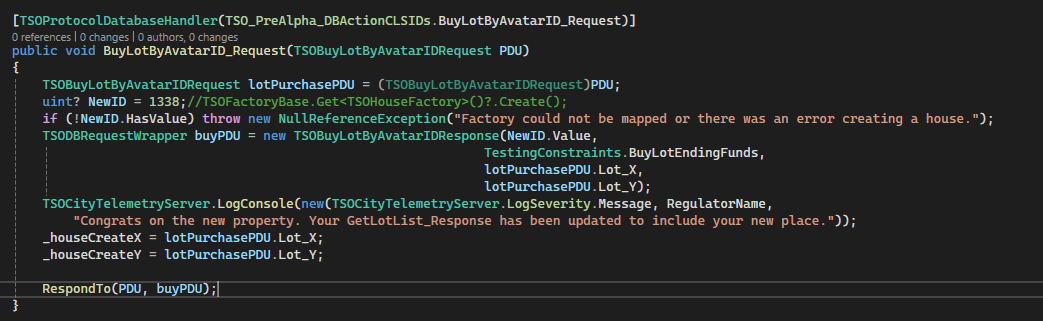 [TSOProtocolDatabaseHandler(TSO_PreAlpha_DBActionCLSIDs.BuyLotByAvatarID_Request)]
0 references | 0 changes | 0 authors, 0 changes
public void BuyLotByAvatarID_Request(TSOBuyLotByAvatarIDRequest PDU)
{
    TSOBuyLotByAvatarIDRequest lotPurchasePDU = (TSOBuyLotByAvatarIDRequest)PDU;
    uint? NewID = 1338;//TSOFactoryBase.Get<TSOHouseFactory>()?.Create();
    if (!NewID.HasValue) throw new NullReferenceException("Factory could not be mapped or there was an error creating a house.");
    TSODBRequestWrapper buyPDU = new TSOBuyLotByAvatarIDResponse(NewID.Value,
                                                                 TestingConstraints.BuyLotEndingFunds,
                                                                 lotPurchasePDU.Lot_X,
                                                                 lotPurchasePDU.Lot_Y);
    TSOCityTelemetryServer.LogConsole(new(TSOCityTelemetryServer.LogSeverity.Message, RegulatorName,
        "Congrats on the new property. Your GetLotList_Response has been updated to include your new place."));
    _houseCreateX = lotPurchasePDU.Lot_X;
    _houseCreateY = lotPurchasePDU.Lot_Y;

    RespondTo(PDU, buyPDU);
}